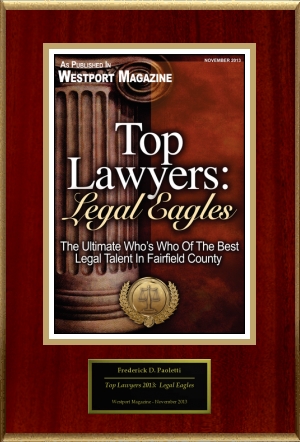 NOVEMBER 2013
AS PUBLISHED IN
WESTPORT MAGAZINE
Top
Lawyers:
Legal Eagles
The Ultimate Who's Who Of The Best
Legal Talent In Fairfield County
Frederick D. Paoletti
Top Lawyers 2013: Legal Eagles
Westport Magazine - November 2013